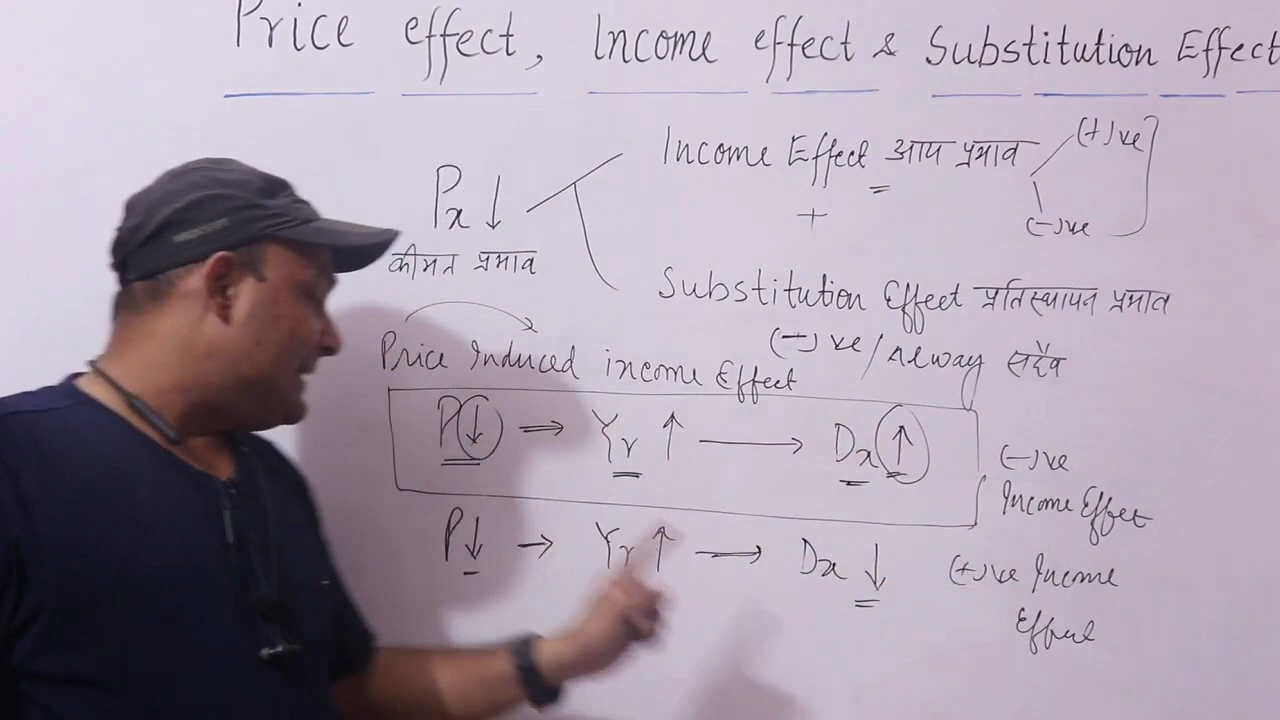 Price effect, Income effect & Substitution Effect
Income Effect आय प्रभाव (+)ve
(-)ve
+
Px ↓
कीमत प्रभाव
Substitution Effect प्रतिस्थापन प्रभाव
(-)ve / Alway सदैव
Price Induced income Effect
P↓ ⇒ Yr ↑ → Dx ↑ (-)ve Income Effect
P↓ → Yr ↑ → Dx ↓ (+)ve Income Effect